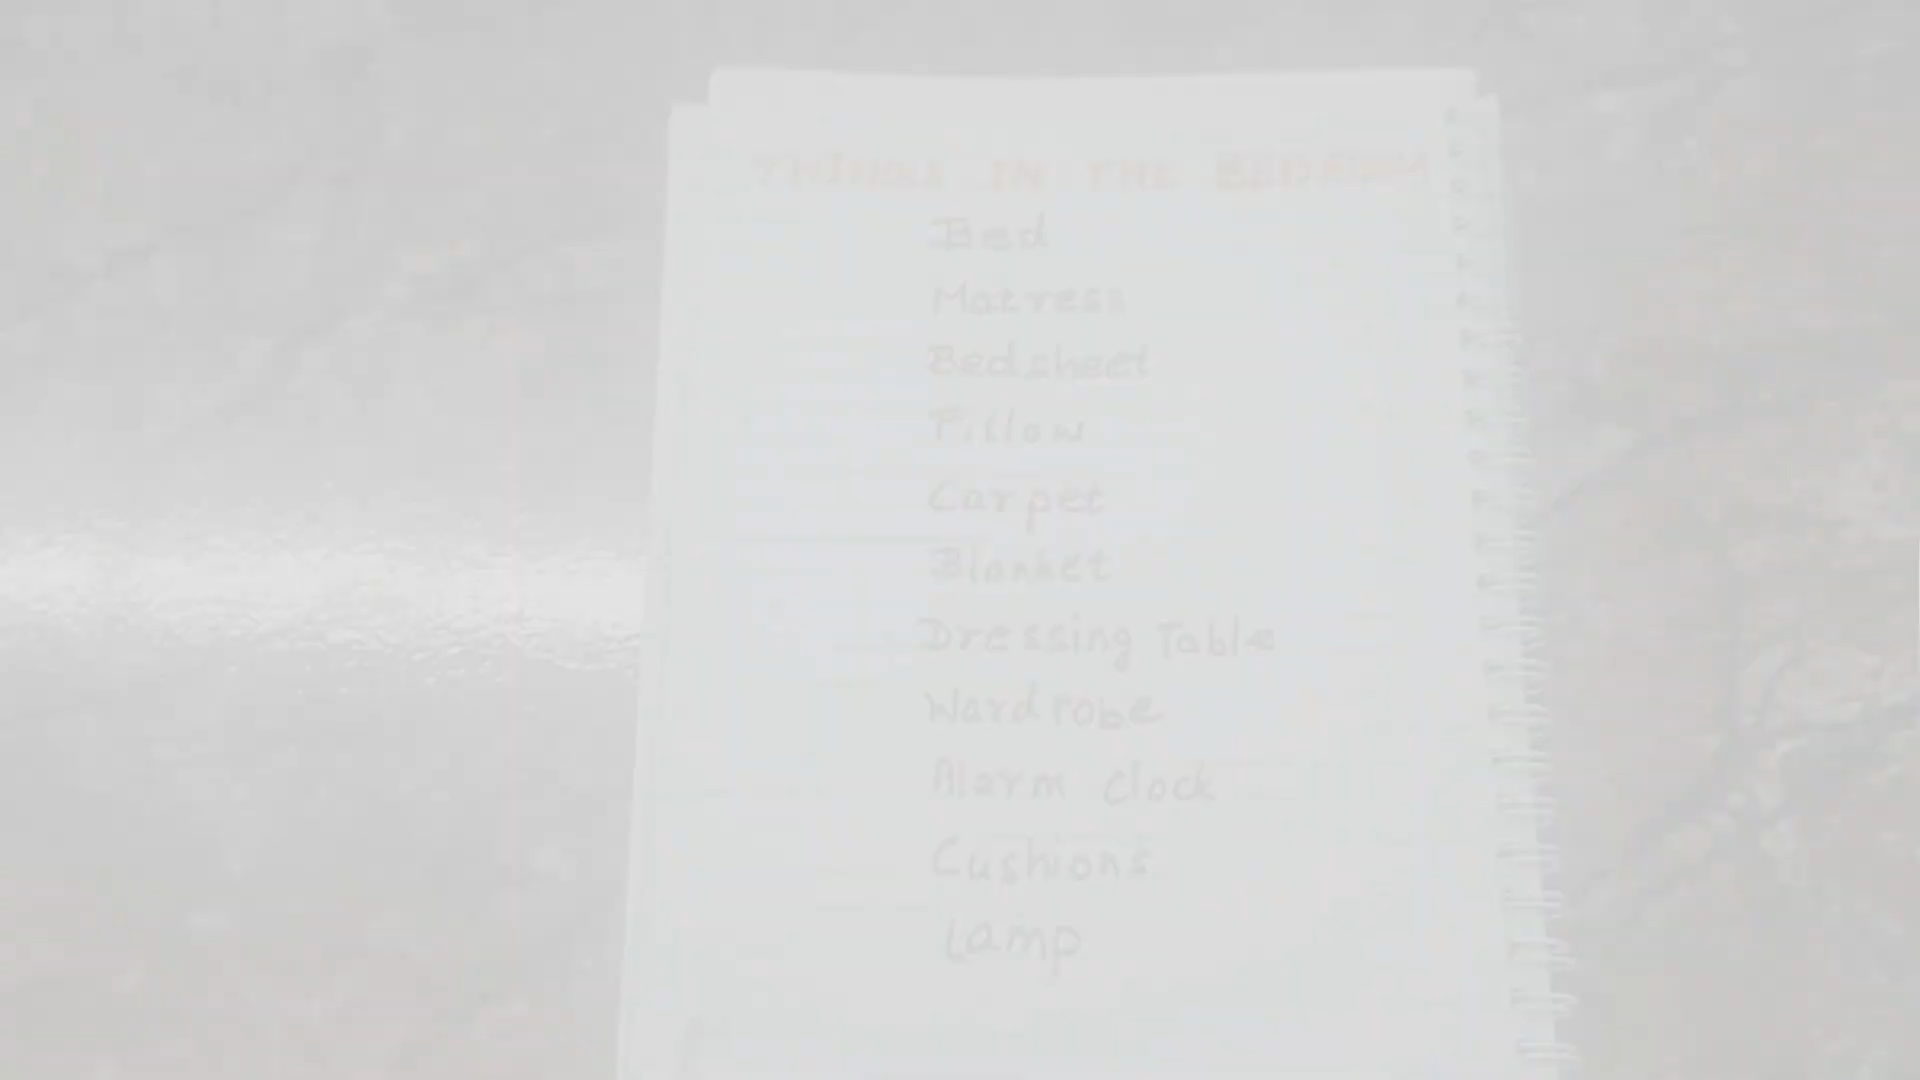 THINGS IN THE BEDROOM
Bed
Matress
Bedsheet
Pillow
Carpet
Blanket
Dressing Table
Wardrobe
Alarm clock
Cushions
Lamp